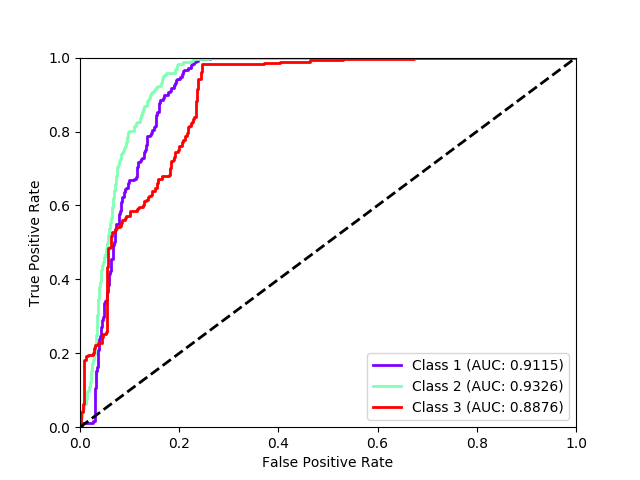 1.0
0.8
0.6
0.4
0.2
0.0
True Positive Rate
Class 1 (AUC: 0.9115)
Class 2 (AUC: 0.9326)
Class 3 (AUC: 0.8876)
0.0 0.2 0.4 0.6 0.8 1.0
False Positive Rate